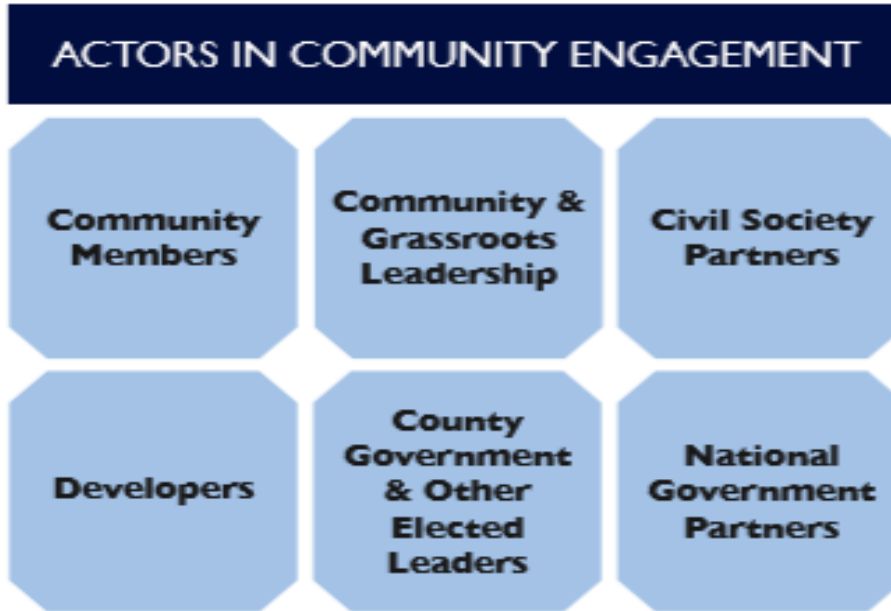 ACTORS IN COMMUNITY ENGAGEMENT
Community
Members
Community &
Grassroots
Leadership
Civil Society
Partners
Developers
County
Government
& Other
Elected
Leaders
National
Government
Partners